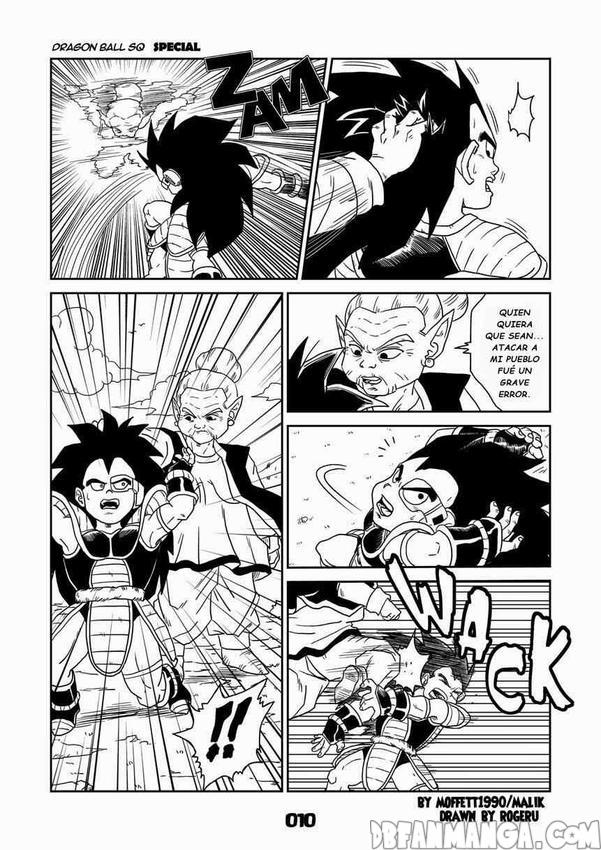 DRAGON BALL SQ SPECIAL
ZAM
QUIEN
QUIERA
QUE SEAN...
ATACAR A
MI PUEBLO
FUÉ UN
GRAVE
ERROR.
WACK
!!
BY MOFFETT1990/MALIK
DRAWN BY ROGERU
010
DBFANMANGA.COM